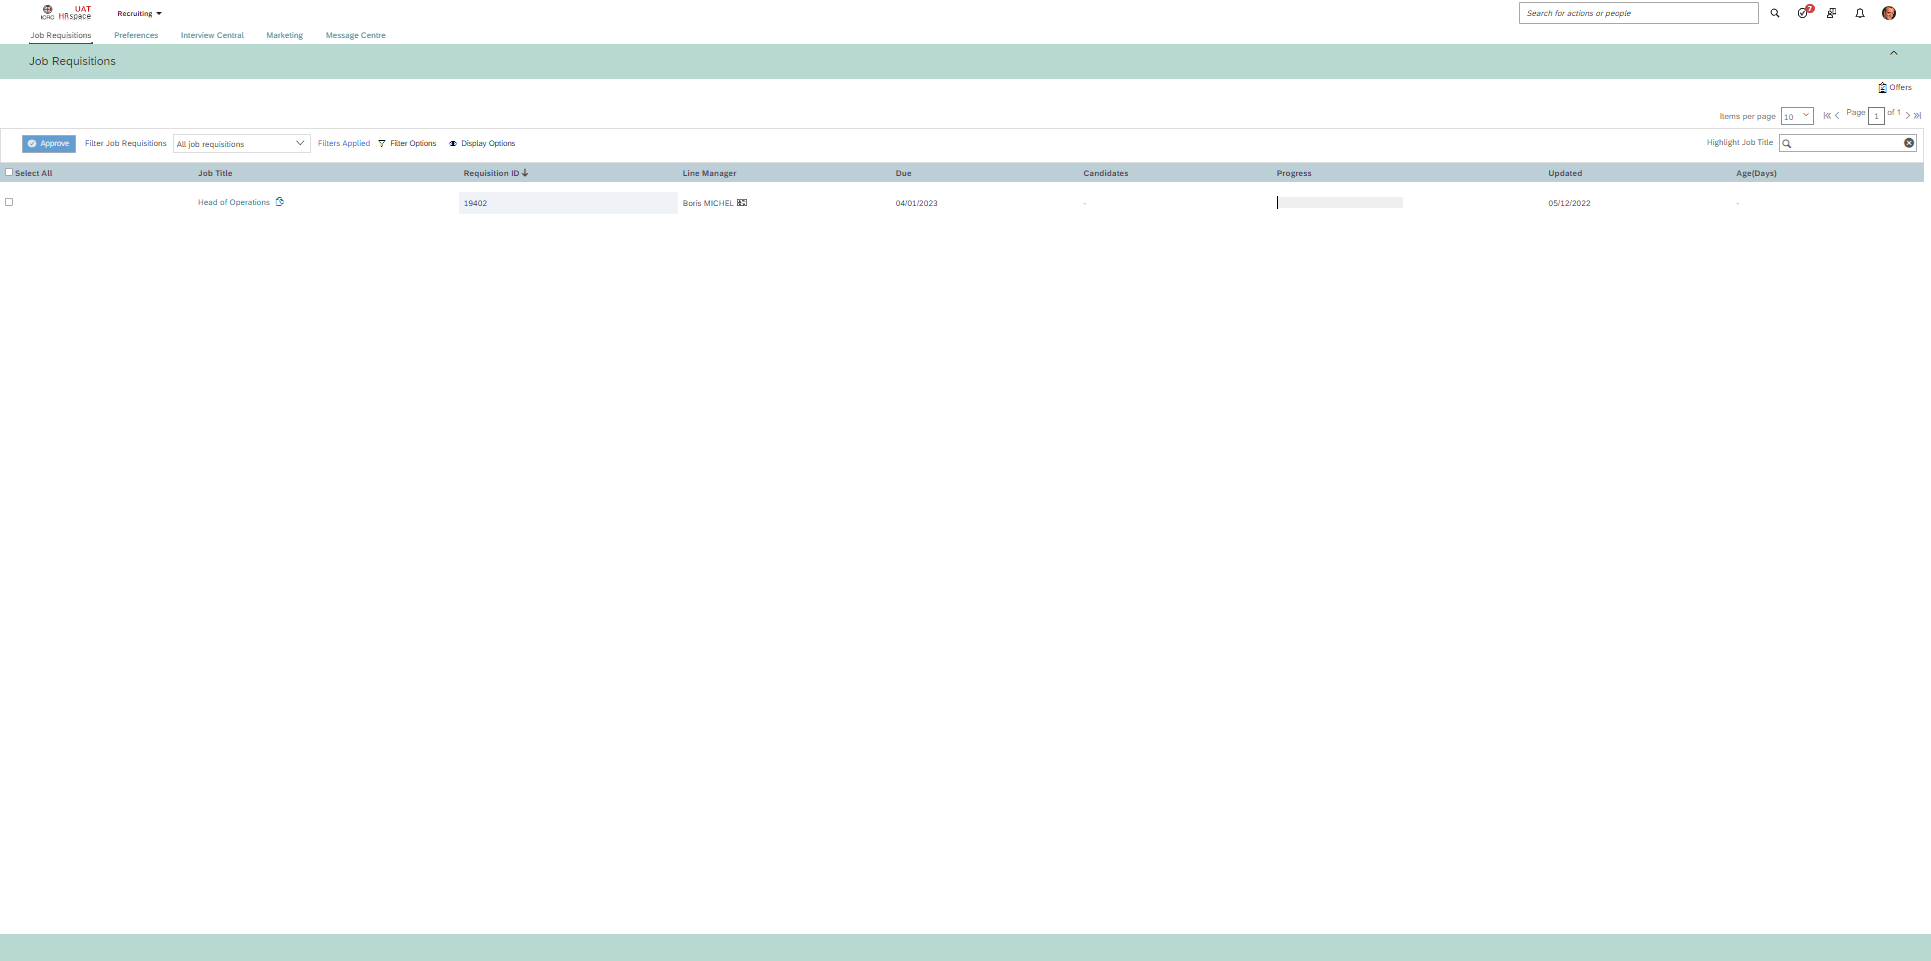 ICRC UAT HRspace Recruiting Search for actions or people 7
Job Requisitions Preferences Interview Central Marketing Message Centre
Job Requisitions
Offers
Items per page 10 Page 1 of 1
Approve Filter Job Requisitions All job requisitions Filters Applied Filter Options Display Options Highlight Job Title
Select All Job Title Requisition ID Line Manager Due Candidates Progress Updated Age(Days)
Head of Operations 19402 Boris MICHEL 04/01/2023 - 05/12/2022 -